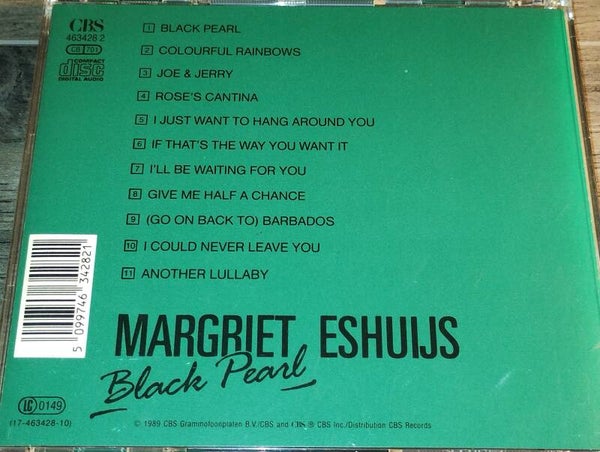 CBS
463428 2
CB 701
COMPACT
disc
DIGITAL AUDIO
1 BLACK PEARL
2 COLOURFUL RAINBOWS
3 JOE & JERRY
4 ROSE'S CANTINA
5 I JUST WANT TO HANG AROUND YOU
6 IF THAT'S THE WAY YOU WANT IT
7 I'LL BE WAITING FOR YOU
8 GIVE ME HALF A CHANCE
9 (GO ON BACK TO) BARBADOS
10 I COULD NEVER LEAVE YOU
11 ANOTHER LULLABY
5 099746 342821
MARGRIET ESHUIJS
Black Pearl
LC 0149
(17-463428-10)
© 1989 CBS Grammofoonplaten B.V./CBS and CBS ® CBS Inc./Distribution CBS Records